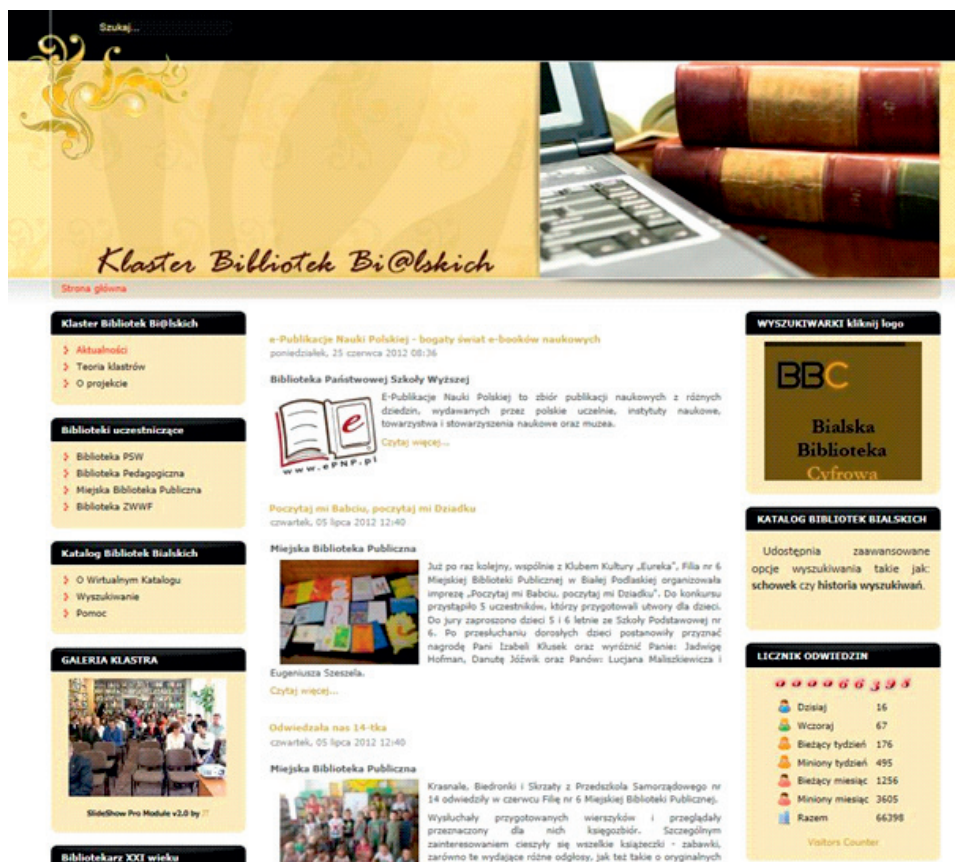 Szukaj...
Klaster Bibliotek Bi@lskich
Strona główna
Klaster Bibliotek Bi@lskich
Aktualności
Teoria klastrów
O projekcie
Biblioteki uczestniczące
Biblioteka PSW
Biblioteka Pedagogiczna
Miejska Biblioteka Publiczna
Biblioteka ZWWF
Katalog Bibliotek Bialskich
O Wirtualnym Katalogu
Wyszukiwanie
Pomoc
GALERIA KLASTRA
SlideShow Pro Module v2.0 by
Bibliotekarz XXI wieku
e-Publikacje Nauki Polskiej - bogaty świat e-booków naukowych
poniedziałek, 25 czerwca 2012 08:36
Biblioteka Państwowej Szkoły Wyższej
E-Publikacje Nauki Polskiej to zbiór publikacji naukowych z różnych
dziedzin, wydawanych przez polskie uczelnie, instytuty naukowe,
towarzystwa i stowarzyszenia naukowe oraz muzea.
Czytaj więcej...
e
www.ePNP.pl
Poczytaj mi Babciu, poczytaj mi Dziadku
czwartek, 05 lipca 2012 12:40
Miejska Biblioteka Publiczna
Już po raz kolejny, wspólnie z Klubem Kultury „Eureka”, Filia nr 6
Miejskiej Biblioteki Publicznej w Białej Podlaskiej organizowała
imprezę „Poczytaj mi Babciu, poczytaj mi Dziadku”. Do konkursu
przystąpiło 5 uczestników, którzy przygotowali utwory dla dzieci.
Do jury zaproszono dzieci 5 i 6 letnie ze Szkoły Podstawowej nr
6. Po przesłuchaniu dorosłych dzieci postanowiły przyznać
nagrodę Pani Izabeli Kłusek oraz wyróżnić Panie: Jadwigę
Hofman, Danutę Jóźwik oraz Panów: Lucjana Maliszkiewicza i
Eugeniusza Szeszela.
Czytaj więcej...
Odwiedzała nas 14-tka
czwartek, 05 lipca 2012 12:40
Miejska Biblioteka Publiczna
Krasnale, Biedronki i Skrzaty z Przedszkola Samorządowego nr
14 odwiedziły w czerwcu Filię nr 6 Miejskiej Biblioteki Publicznej.
Wysłuchały przygotowanych wierszyków i przeglądały
przeznaczony dla nich księgozbiór. Szczególnym
zainteresowaniem cieszyły się wszelkie książeczki - zabawki,
zarówno te wydające różne odgłosy, jak też takie o oryginalnych
WYSZUKIWARKI kliknij logo
BBC
Bialska
Biblioteka
Cyfrowa
KATALOG BIBLIOTEK BIALSKICH
Udostępnia zaawansowane
opcje wyszukiwania takie jak:
schowek czy historia wyszukiwań.
LICZNIK ODWIEDZIN
00066398
Dzisiaj 16
Wczoraj 67
Bieżący tydzień 176
Miniony tydzień 495
Bieżący miesiąc 1256
Miniony miesiąc 3605
Razem 66398
Visitors Counter